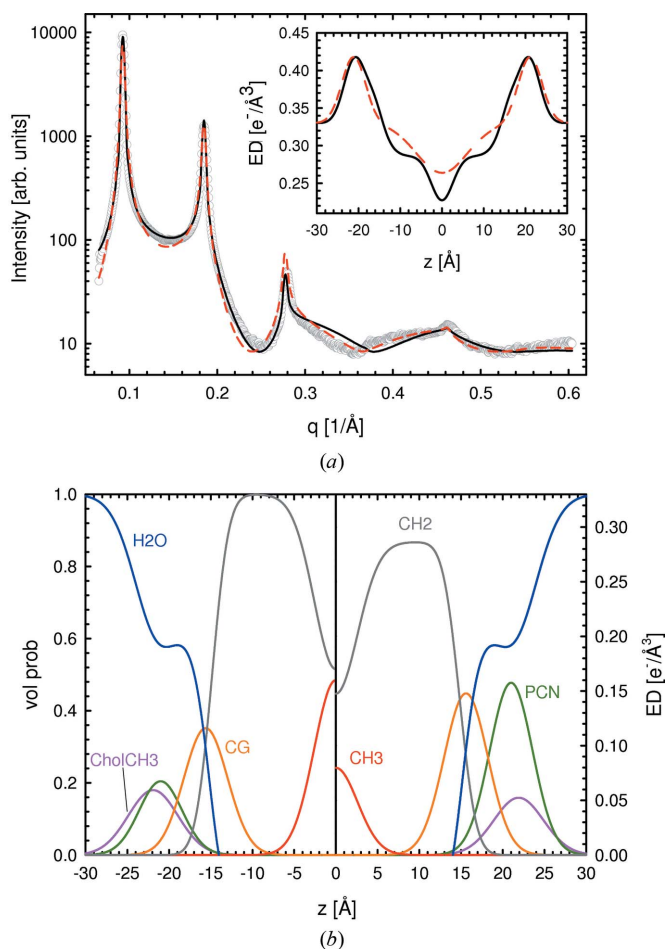 10000
1000
100
10
Intensity [arb. units]
0.45
0.40
0.35
0.30
0.25
ED [e⁻/Å³]
-30 -20 -10 0 10 20 30
z [Å]
0.1 0.2 0.3 0.4 0.5 0.6
q [1/Å]
(a)
1.0
0.8
0.6
0.4
0.2
0.0
vol prob
H2O
CH2
PCN
CholCH3
CG
CH3
0.30
0.25
0.20
0.15
0.10
0.05
0.00
ED [e⁻/Å³]
-30 -25 -20 -15 -10 -5 0 5 10 15 20 25 30
z [Å]
(b)